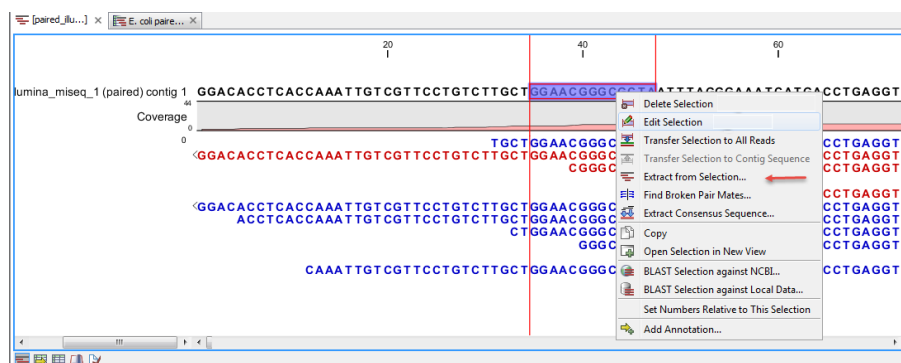 [paired_illu...]
E. coli paire...
20 40 60
lumina_miseq_1 (paired) contig 1 GGACACCTCACCAAATTGTCGTTCCTGTCTTGCTGGAACGGGC CCTGAGGT
44
Coverage
0
0
TGCTGGAACGGGC CCTGAGGT
<GGACACCTCACCAAATTGTCGTTCCTGTCTTGCTGGAACGGGC CCTGAGGT
CGGGC CCTGAGGT
CCTGAGGT
<GGACACCTCACCAAATTGTCGTTCCTGTCTTGCTGGAACGGGC CCTGAGGT
ACCTCACCAAATTGTCGTTCCTGTCTTGCTGGAACGGGC CCTGAGGT
CTGGAACGGGC CCTGAGGT
GGGC CCTGAGGT
CAAATTGTCGTTCCTGTCTTGCTGGAACGGGC CCTGAGGT
Delete Selection
Edit Selection
Transfer Selection to All Reads
Transfer Selection to Contig Sequence
Extract from Selection...
Find Broken Pair Mates...
Extract Consensus Sequence...
Copy
Open Selection in New View
BLAST Selection against NCBI...
BLAST Selection against Local Data...
Set Numbers Relative to This Selection
Add Annotation...